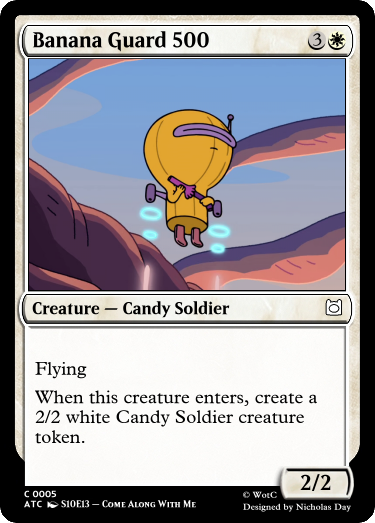 Banana Guard 500 3
Creature — Candy Soldier
Flying
When this creature enters, create a
2/2 white Candy Soldier creature
token.
2/2
C 0005
ATC S10E13 – Come Along With Me
© WotC
Designed by Nicholas Day